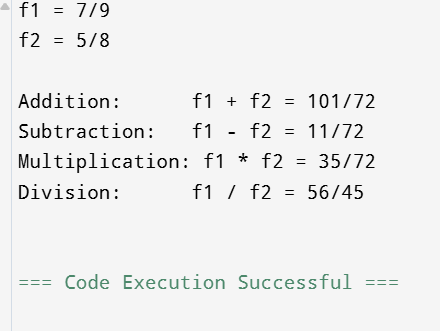 f1 = 7/9
f2 = 5/8
Addition:      f1 + f2 = 101/72
Subtraction:   f1 - f2 = 11/72
Multiplication: f1 * f2 = 35/72
Division:      f1 / f2 = 56/45
=== Code Execution Successful ===